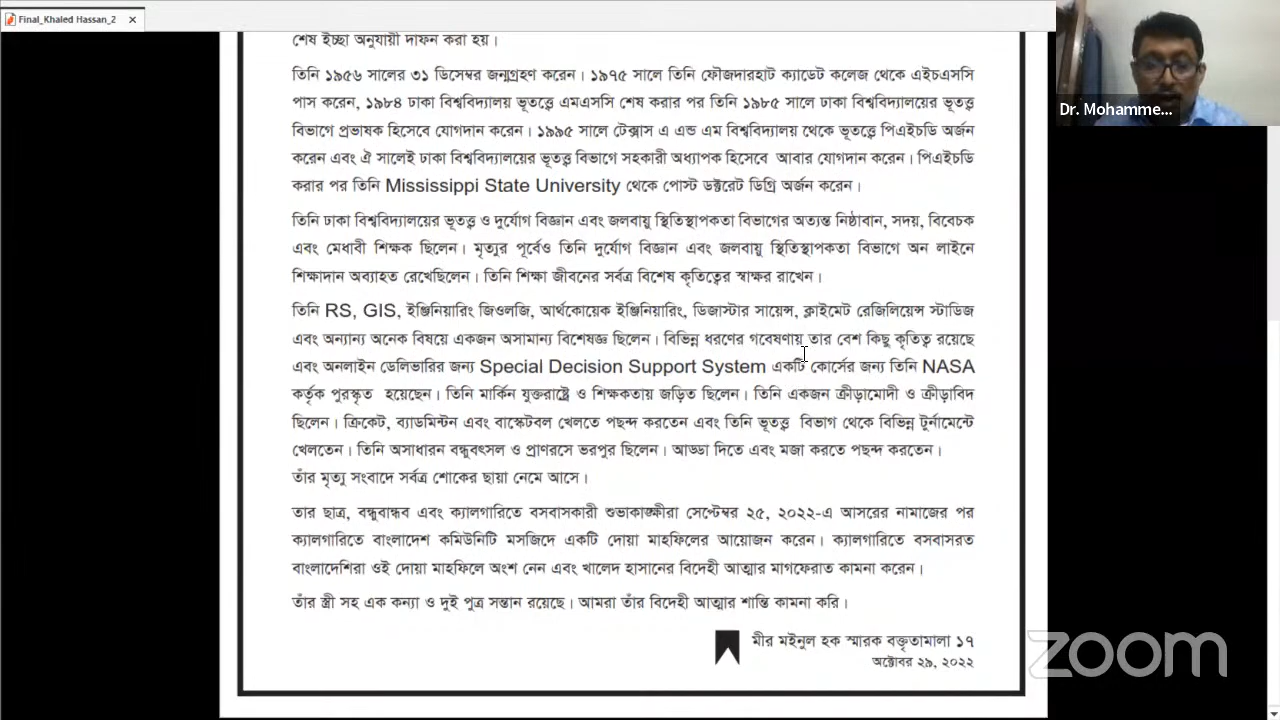 Final_Khaled Hassan_2
Dr. Mohamme...
শেষ ইচ্ছা অনুযায়ী দাফন করা হয়।
তিনি ১৯৫৬ সালের ৩১ ডিসেম্বর জন্মগ্রহণ করেন। ১৯৭৫ সালে তিনি ফৌজদারহাট ক্যাডেট কলেজ থেকে এইচএসসি
পাস করেন, ১৯৮৪ ঢাকা বিশ্ববিদ্যালয় ভূতত্ত্বে এমএসসি শেষ করার পর তিনি ১৯৮৫ সালে ঢাকা বিশ্ববিদ্যালয়ের ভূতত্ত্ব
বিভাগে প্রভাষক হিসেবে যোগদান করেন। ১৯৯৫ সালে টেক্সাস এ এন্ড এম বিশ্ববিদ্যালয় থেকে ভূতত্ত্বে পিএইচডি অর্জন
করেন এবং ঐ সালেই ঢাকা বিশ্ববিদ্যালয়ের ভূতত্ত্ব বিভাগে সহকারী অধ্যাপক হিসেবে আবার যোগদান করেন। পিএইচডি
করার পর তিনি Mississippi State University থেকে পোস্ট ডক্টরেট ডিগ্রি অর্জন করেন।
তিনি ঢাকা বিশ্ববিদ্যালয়ের ভূতত্ত্ব ও দুর্যোগ বিজ্ঞান এবং জলবায়ু স্থিতিস্থাপকতা বিভাগের অত্যন্ত নিষ্ঠাবান, সদয়, বিবেচক
এবং মেধাবী শিক্ষক ছিলেন। মৃত্যুর পূর্বেও তিনি দুর্যোগ বিজ্ঞান এবং জলবায়ু স্থিতিস্থাপকতা বিভাগে অন লাইনে
শিক্ষাদান অব্যাহত রেখেছিলেন। তিনি শিক্ষা জীবনের সর্বত্র বিশেষ কৃতিত্বের স্বাক্ষর রাখেন।
তিনি RS, GIS, ইঞ্জিনিয়ারিং জিওলজি, আর্থকোয়েক ইঞ্জিনিয়ারিং, ডিজাস্টার সায়েন্স, ক্লাইমেট রেজিলিয়েন্স স্টাডিজ
এবং অন্যান্য অনেক বিষয়ে একজন অসামান্য বিশেষজ্ঞ ছিলেন। বিভিন্ন ধরণের গবেষণায় তার বেশ কিছু কৃতিত্ব রয়েছে
এবং অনলাইন ডেলিভারির জন্য Special Decision Support System একটি কোর্সের জন্য তিনি NASA
কর্তৃক পুরস্কৃত হয়েছেন। তিনি মার্কিন যুক্তরাষ্ট্রে ও শিক্ষকতায় জড়িত ছিলেন। তিনি একজন ক্রীড়ামোদী ও ক্রীড়াবিদ
ছিলেন। ক্রিকেট, ব্যাডমিন্টন এবং বাস্কেটবল খেলতে পছন্দ করতেন এবং তিনি ভূতত্ত্ব বিভাগ থেকে বিভিন্ন টুর্নামেন্টে
খেলতেন। তিনি অসাধারন বন্ধুবৎসল ও প্রাণরসে ভরপুর ছিলেন। আড্ডা দিতে এবং মজা করতে পছন্দ করতেন।
তাঁর মৃত্যু সংবাদে সর্বত্র শোকের ছায়া নেমে আসে।
তার ছাত্র, বন্ধুবান্ধব এবং ক্যালগারিতে বসবাসকারী শুভাকাঙ্ক্ষীরা সেপ্টেম্বর ২৫, ২০২২-এ আসরের নামাজের পর
ক্যালগারিতে বাংলাদেশ কমিউনিটি মসজিদে একটি দোয়া মাহফিলের আয়োজন করেন। ক্যালগারিতে বসবাসরত
বাংলাদেশিরা ওই দোয়া মাহফিলে অংশ নেন এবং খালেদ হাসানের বিদেহী আত্মার মাগফেরাত কামনা করেন।
তাঁর স্ত্রী সহ এক কন্যা ও দুই পুত্র সন্তান রয়েছে। আমরা তাঁর বিদেহী আত্মার শান্তি কামনা করি।
মীর মইনুল হক স্মারক বক্তৃতামালা ১৭
অক্টোবর ২৯, ২০২২
zoom